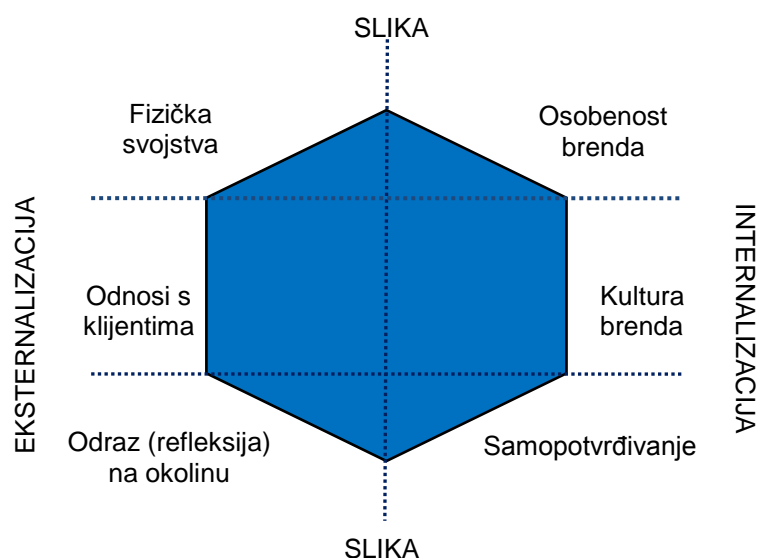 SLIKA
Fizička
svojstva
Osobenost
brenda
EKSTERNALIZACIJA
INTERNALIZACIJA
Odnosi s
klijentima
Kultura
brenda
Odraz (refleksija)
na okolinu
Samopotvrđivanje
SLIKA